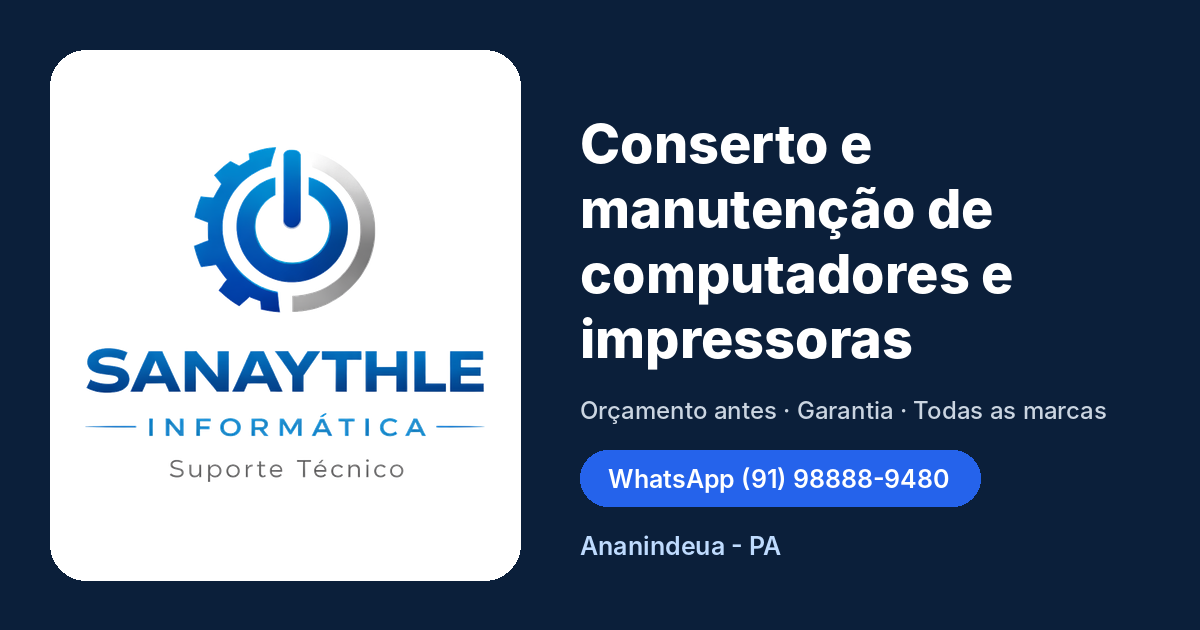 SANAYTHLE
INFORMÁTICA
Suporte Técnico
Conserto e
manutenção de
computadores e
impressoras
Orçamento antes · Garantia · Todas as marcas
WhatsApp (91) 98888-9480
Ananindeua - PA